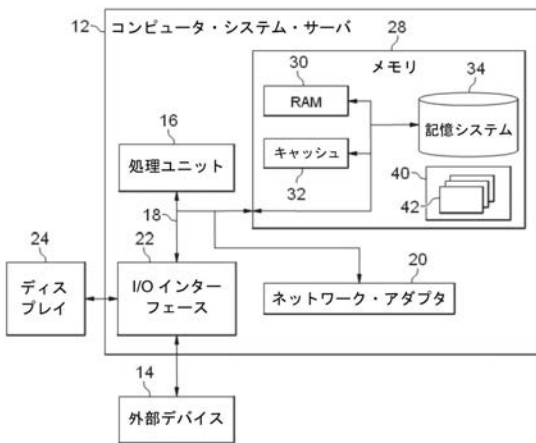 12
コンピュータ・システム・サーバ
28
メモリ
30
RAM
34
記憶システム
16
処理ユニット
キャッシュ
32
40
42
18
24
ディス
プレイ
22
I/O インター
フェース
20
ネットワーク・アダプタ
14
外部デバイス